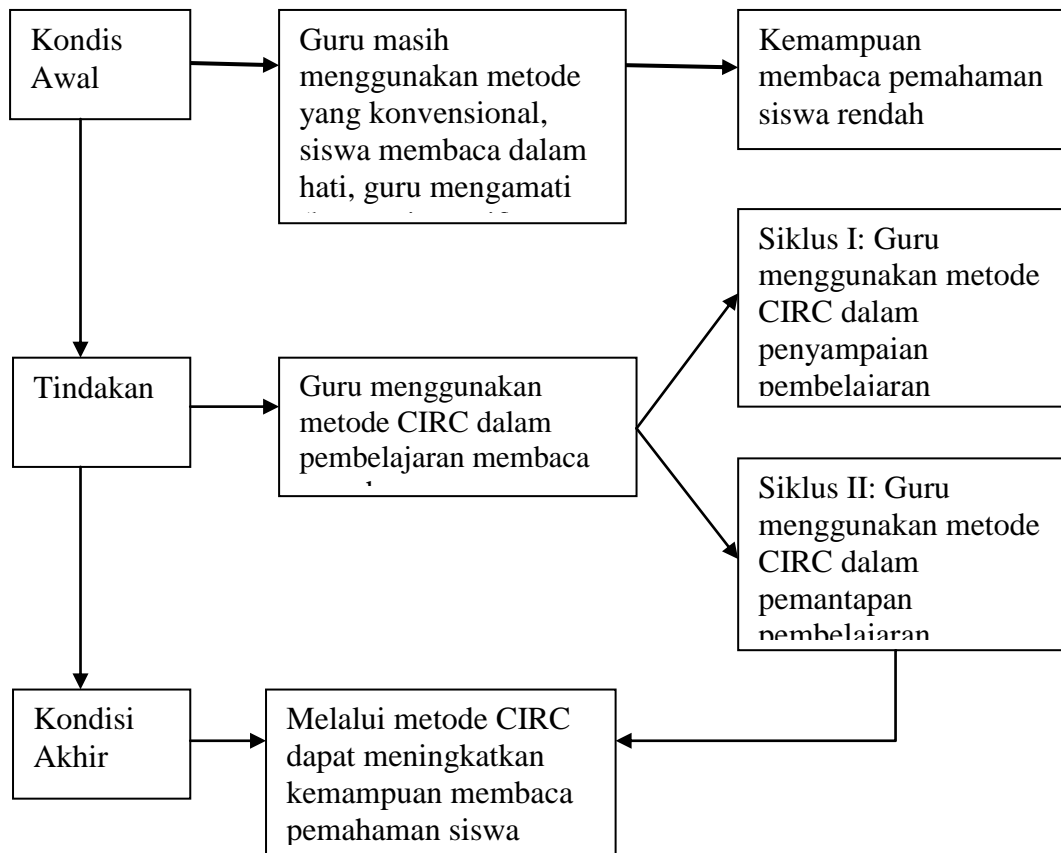 Kondis
Awal
Guru masih
menggunakan metode
yang konvensional,
siswa membaca dalam
hati, guru mengamati
Kemampuan
membaca pemahaman
siswa rendah
Tindakan
Guru menggunakan
metode CIRC dalam
pembelajaran membaca
Siklus I: Guru
menggunakan metode
CIRC dalam
penyampaian
pembelajaran
Siklus II: Guru
menggunakan metode
CIRC dalam
pemantapan
pembelajaran
Kondisi
Akhir
Melalui metode CIRC
dapat meningkatkan
kemampuan membaca
pemahaman siswa